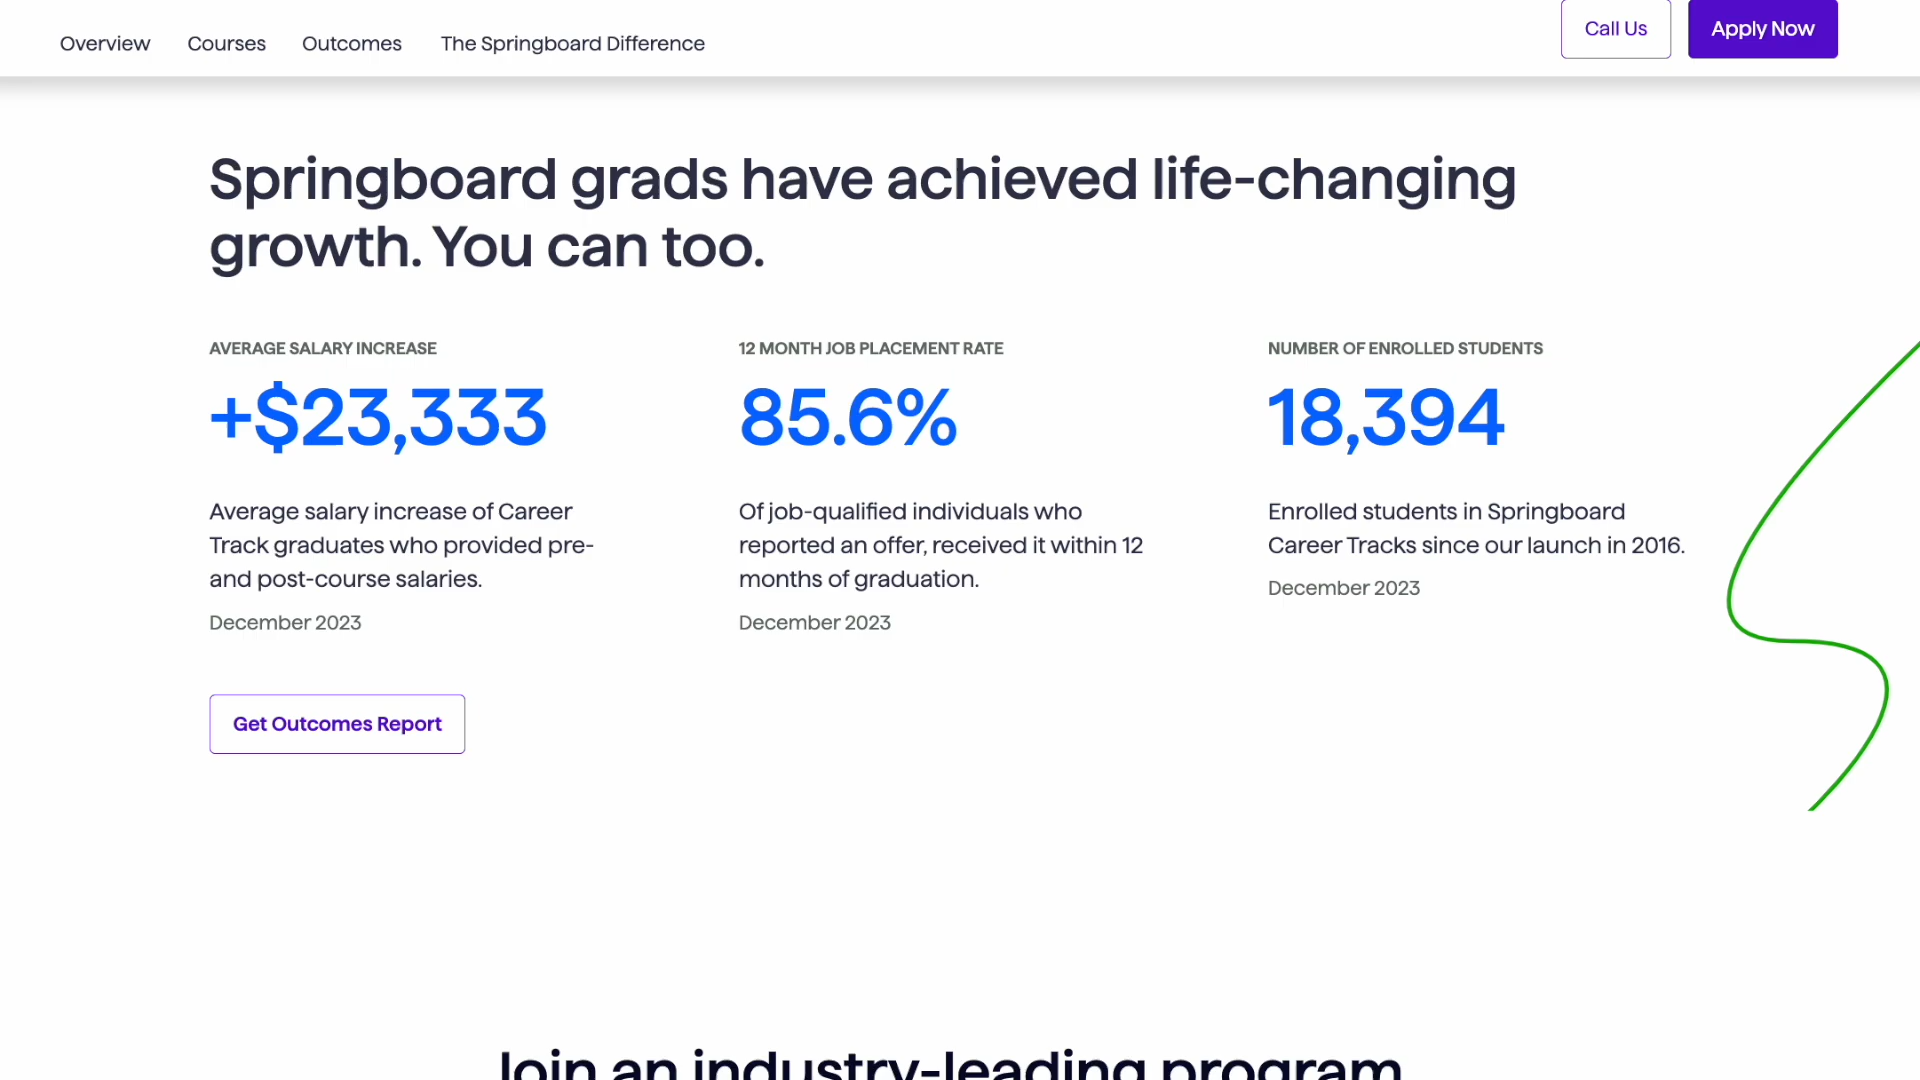 Overview Courses Outcomes The Springboard Difference Call Us Apply Now
Springboard grads have achieved life-changing
growth. You can too.
AVERAGE SALARY INCREASE
+$23,333
Average salary increase of Career
Track graduates who provided pre-
and post-course salaries.
December 2023
12 MONTH JOB PLACEMENT RATE
85.6%
Of job-qualified individuals who
reported an offer, received it within 12
months of graduation.
December 2023
NUMBER OF ENROLLED STUDENTS
18,394
Enrolled students in Springboard
Career Tracks since our launch in 2016.
December 2023
Get Outcomes Report
Join an industry-leading program